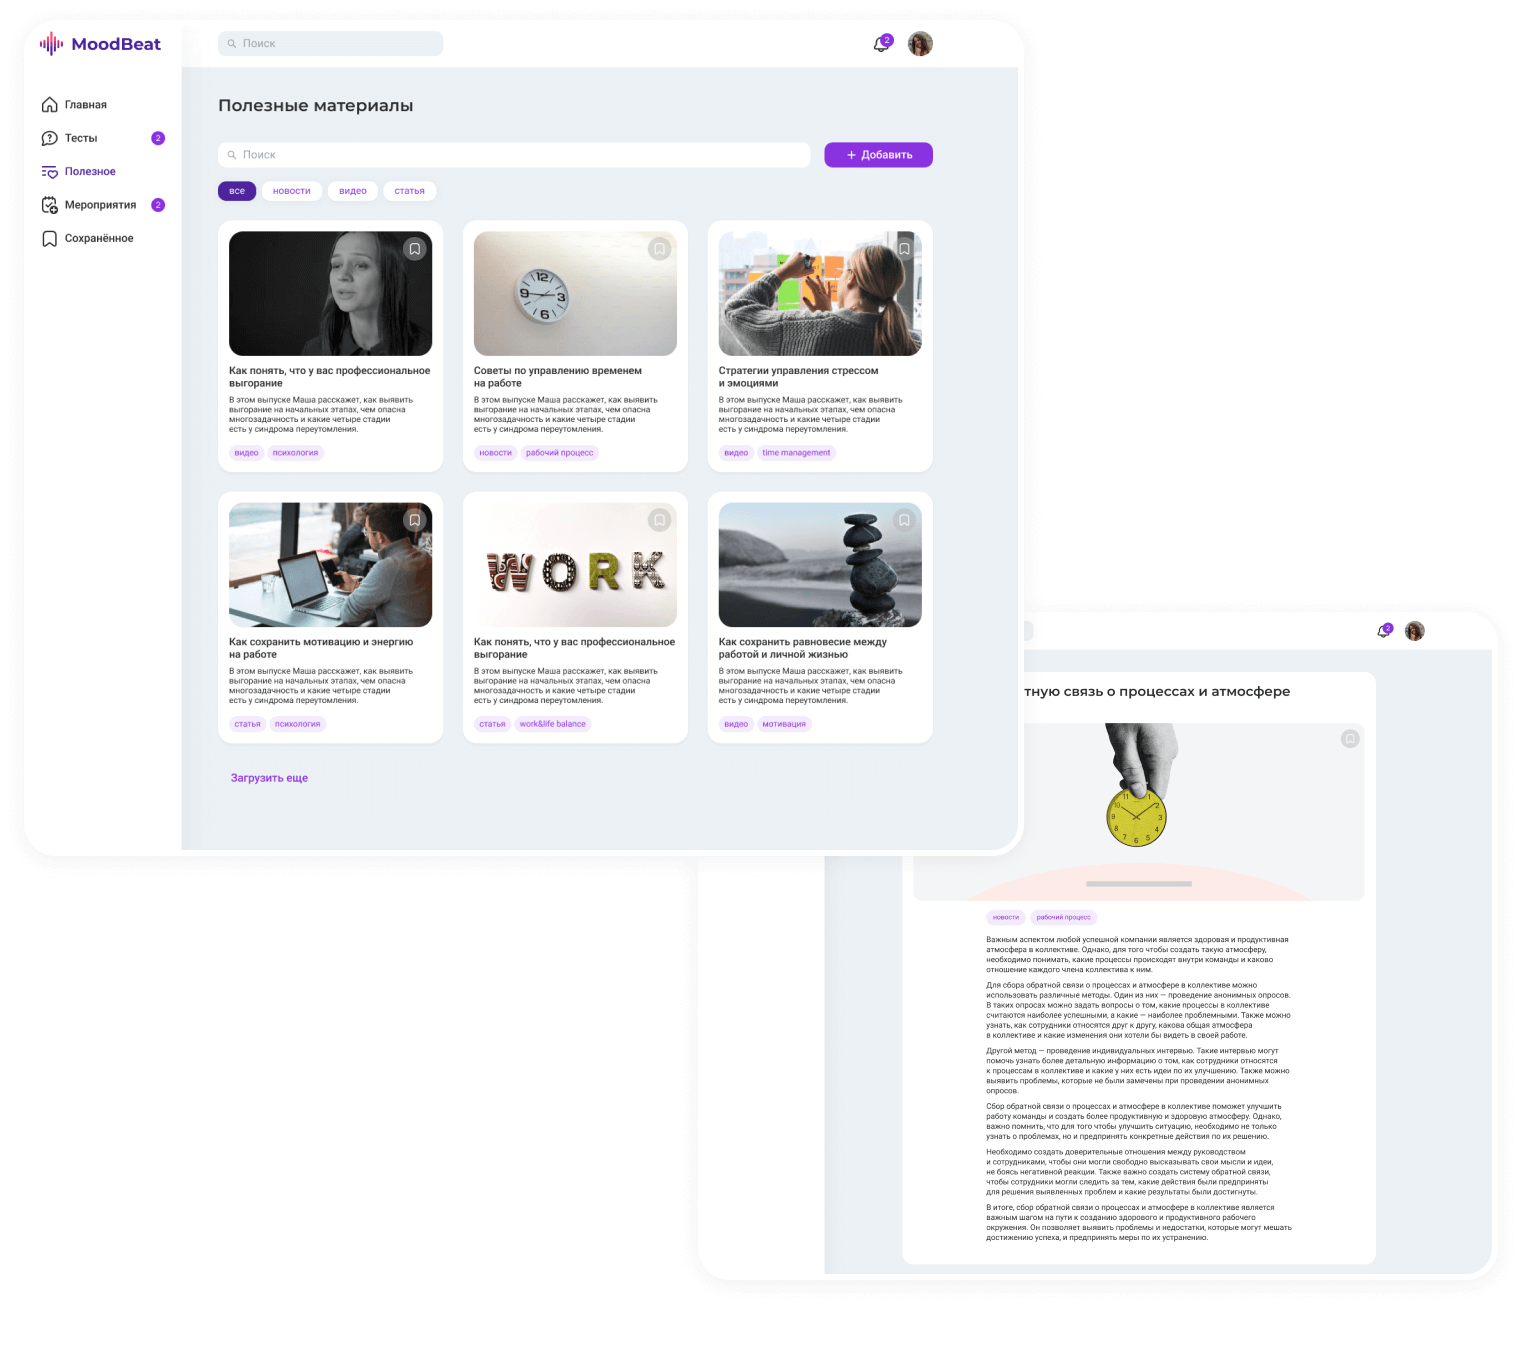 MoodBeat
Поиск
2
Главная
Тесты
2
Полезное
Мероприятия
2
Сохранённое
Полезные материалы
Поиск
+ Добавить
все
новости
видео
статья
Как понять, что у вас профессиональное
выгорание
В этом выпуске Маша расскажет, как выявить
выгорание на начальных этапах, чем опасна
многозадачность и какие четыре стадии
есть у синдрома переутомления.
видео
психология
12
9
3
6
Советы по управлению временем
на работе
В этом выпуске Маша расскажет, как выявить
выгорание на начальных этапах, чем опасна
многозадачность и какие четыре стадии
есть у синдрома переутомления.
новости
рабочий процесс
Стратегии управления стрессом
и эмоциями
В этом выпуске Маша расскажет, как выявить
выгорание на начальных этапах, чем опасна
многозадачность и какие четыре стадии
есть у синдрома переутомления.
видео
time management
Как сохранить мотивацию и энергию
на работе
В этом выпуске Маша расскажет, как выявить
выгорание на начальных этапах, чем опасна
многозадачность и какие четыре стадии
есть у синдрома переутомления.
статья
психология
WORK
Как понять, что у вас профессиональное
выгорание
В этом выпуске Маша расскажет, как выявить
выгорание на начальных этапах, чем опасна
многозадачность и какие четыре стадии
есть у синдрома переутомления.
статья
work&life balance
Как сохранить равновесие между
работой и личной жизнью
В этом выпуске Маша расскажет, как выявить
выгорание на начальных этапах, чем опасна
многозадачность и какие четыре стадии
есть у синдрома переутомления.
видео
мотивация
Загрузить еще
2
тную связь о процессах и атмосфере
11 1
10 2
9 3
8 4
7 6 5
новости
рабочий процесс
Важным аспектом любой успешной компании является здоровая и продуктивная
атмосфера в коллективе. Однако, для того чтобы создать такую атмосферу,
необходимо понимать, какие процессы происходят внутри команды и каково
отношение каждого члена коллектива к ним.
Для сбора обратной связи о процессах и атмосфере в коллективе можно
использовать различные методы. Один из них — проведение анонимных опросов.
В таких опросах можно задать вопросы о том, какие процессы в коллективе
считаются наиболее успешными, а какие — наиболее проблемными. Также можно
узнать, как сотрудники относятся друг к другу, какова общая атмосфера
в коллективе и какие изменения они хотели бы видеть в своей работе.
Другой метод — проведение индивидуальных интервью. Такие интервью могут
помочь узнать более детальную информацию о том, как сотрудники относятся
к процессам в коллективе и какие у них есть идеи по их улучшению. Также можно
выявить проблемы, которые не были замечены при проведении анонимных
опросов.
Сбор обратной связи о процессах и атмосфере в коллективе поможет улучшить
работу команды и создать более продуктивную и здоровую атмосферу. Однако,
важно помнить, что для того чтобы улучшить ситуацию, необходимо не только
узнать о проблемах, но и предпринять конкретные действия по их решению.
Необходимо создать доверительные отношения между руководством
и сотрудниками, чтобы они могли свободно высказывать свои мысли и идеи,
не боясь негативной реакции. Также важно создать систему обратной связи,
чтобы сотрудники могли следить за тем, какие действия были предприняты
для решения выявленных проблем и какие результаты были достигнуты.
В итоге, сбор обратной связи о процессах и атмосфере в коллективе является
важным шагом на пути к созданию здорового и продуктивного рабочего
окружения. Он позволяет выявить проблемы и недостатки, которые могут мешать
достижению успеха, и предпринять меры по их устранению.